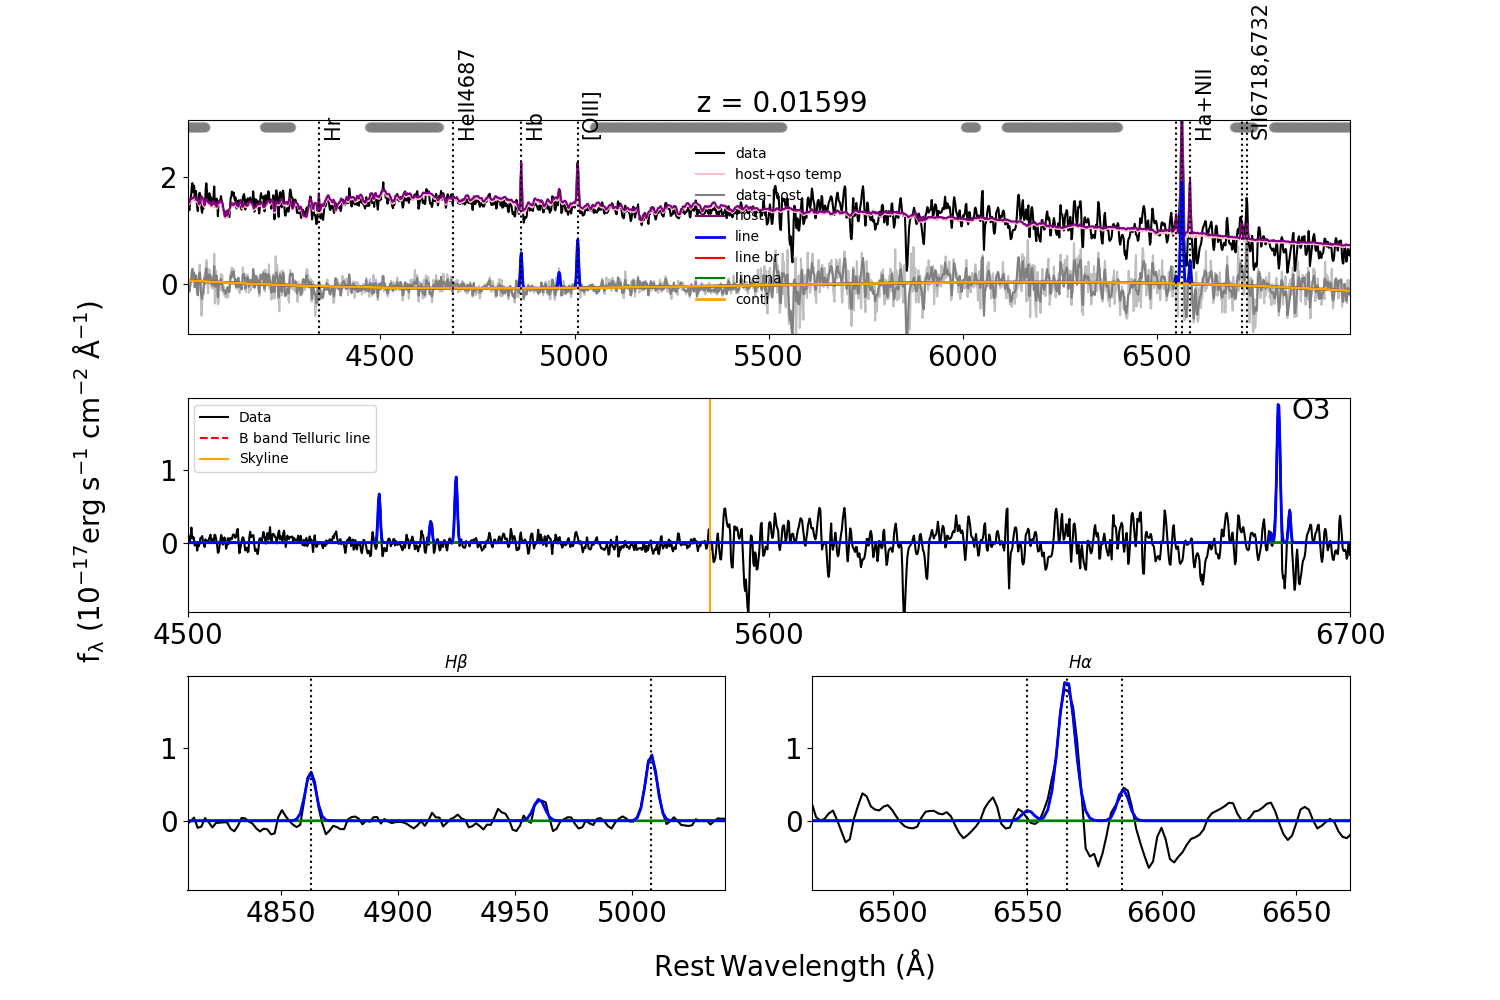 z = 0.01599
Hr
HeII4687
Hb
[OIII]
Ha+NII
SII6718,6732
data
host+qso temp
data-host
host
line
line br
line na
conti
2
0
4500
5000
5500
6000
6500
f_λ (10^−17 erg s^−1 cm^−2 Å^−1)
Data
B band Telluric line
Skyline
O3
1
0
4500
5600
6700
Hβ
1
0
4850
4900
4950
5000
Hα
1
0
6500
6550
6600
6650
Rest Wavelength (Å)